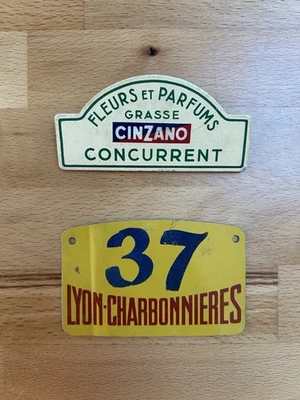 FLEURS ET PARFUMS
GRASSE
CINZANO
CONCURRENT
37
LYON-CHARBONNIERES